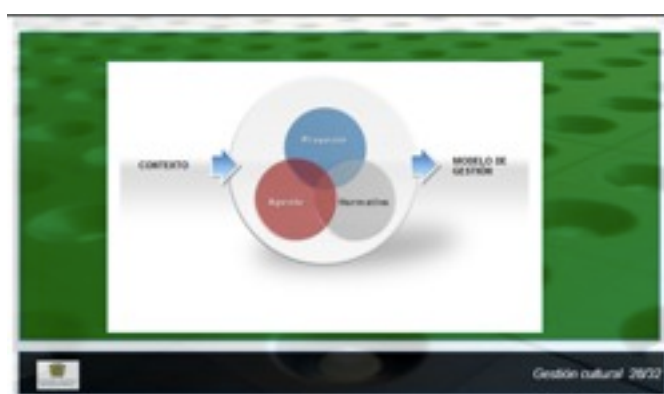 Proyecto
CONTEXTO
MODELO DE
GESTIÓN
Agente
Normativa
Gestión cultural 28/32